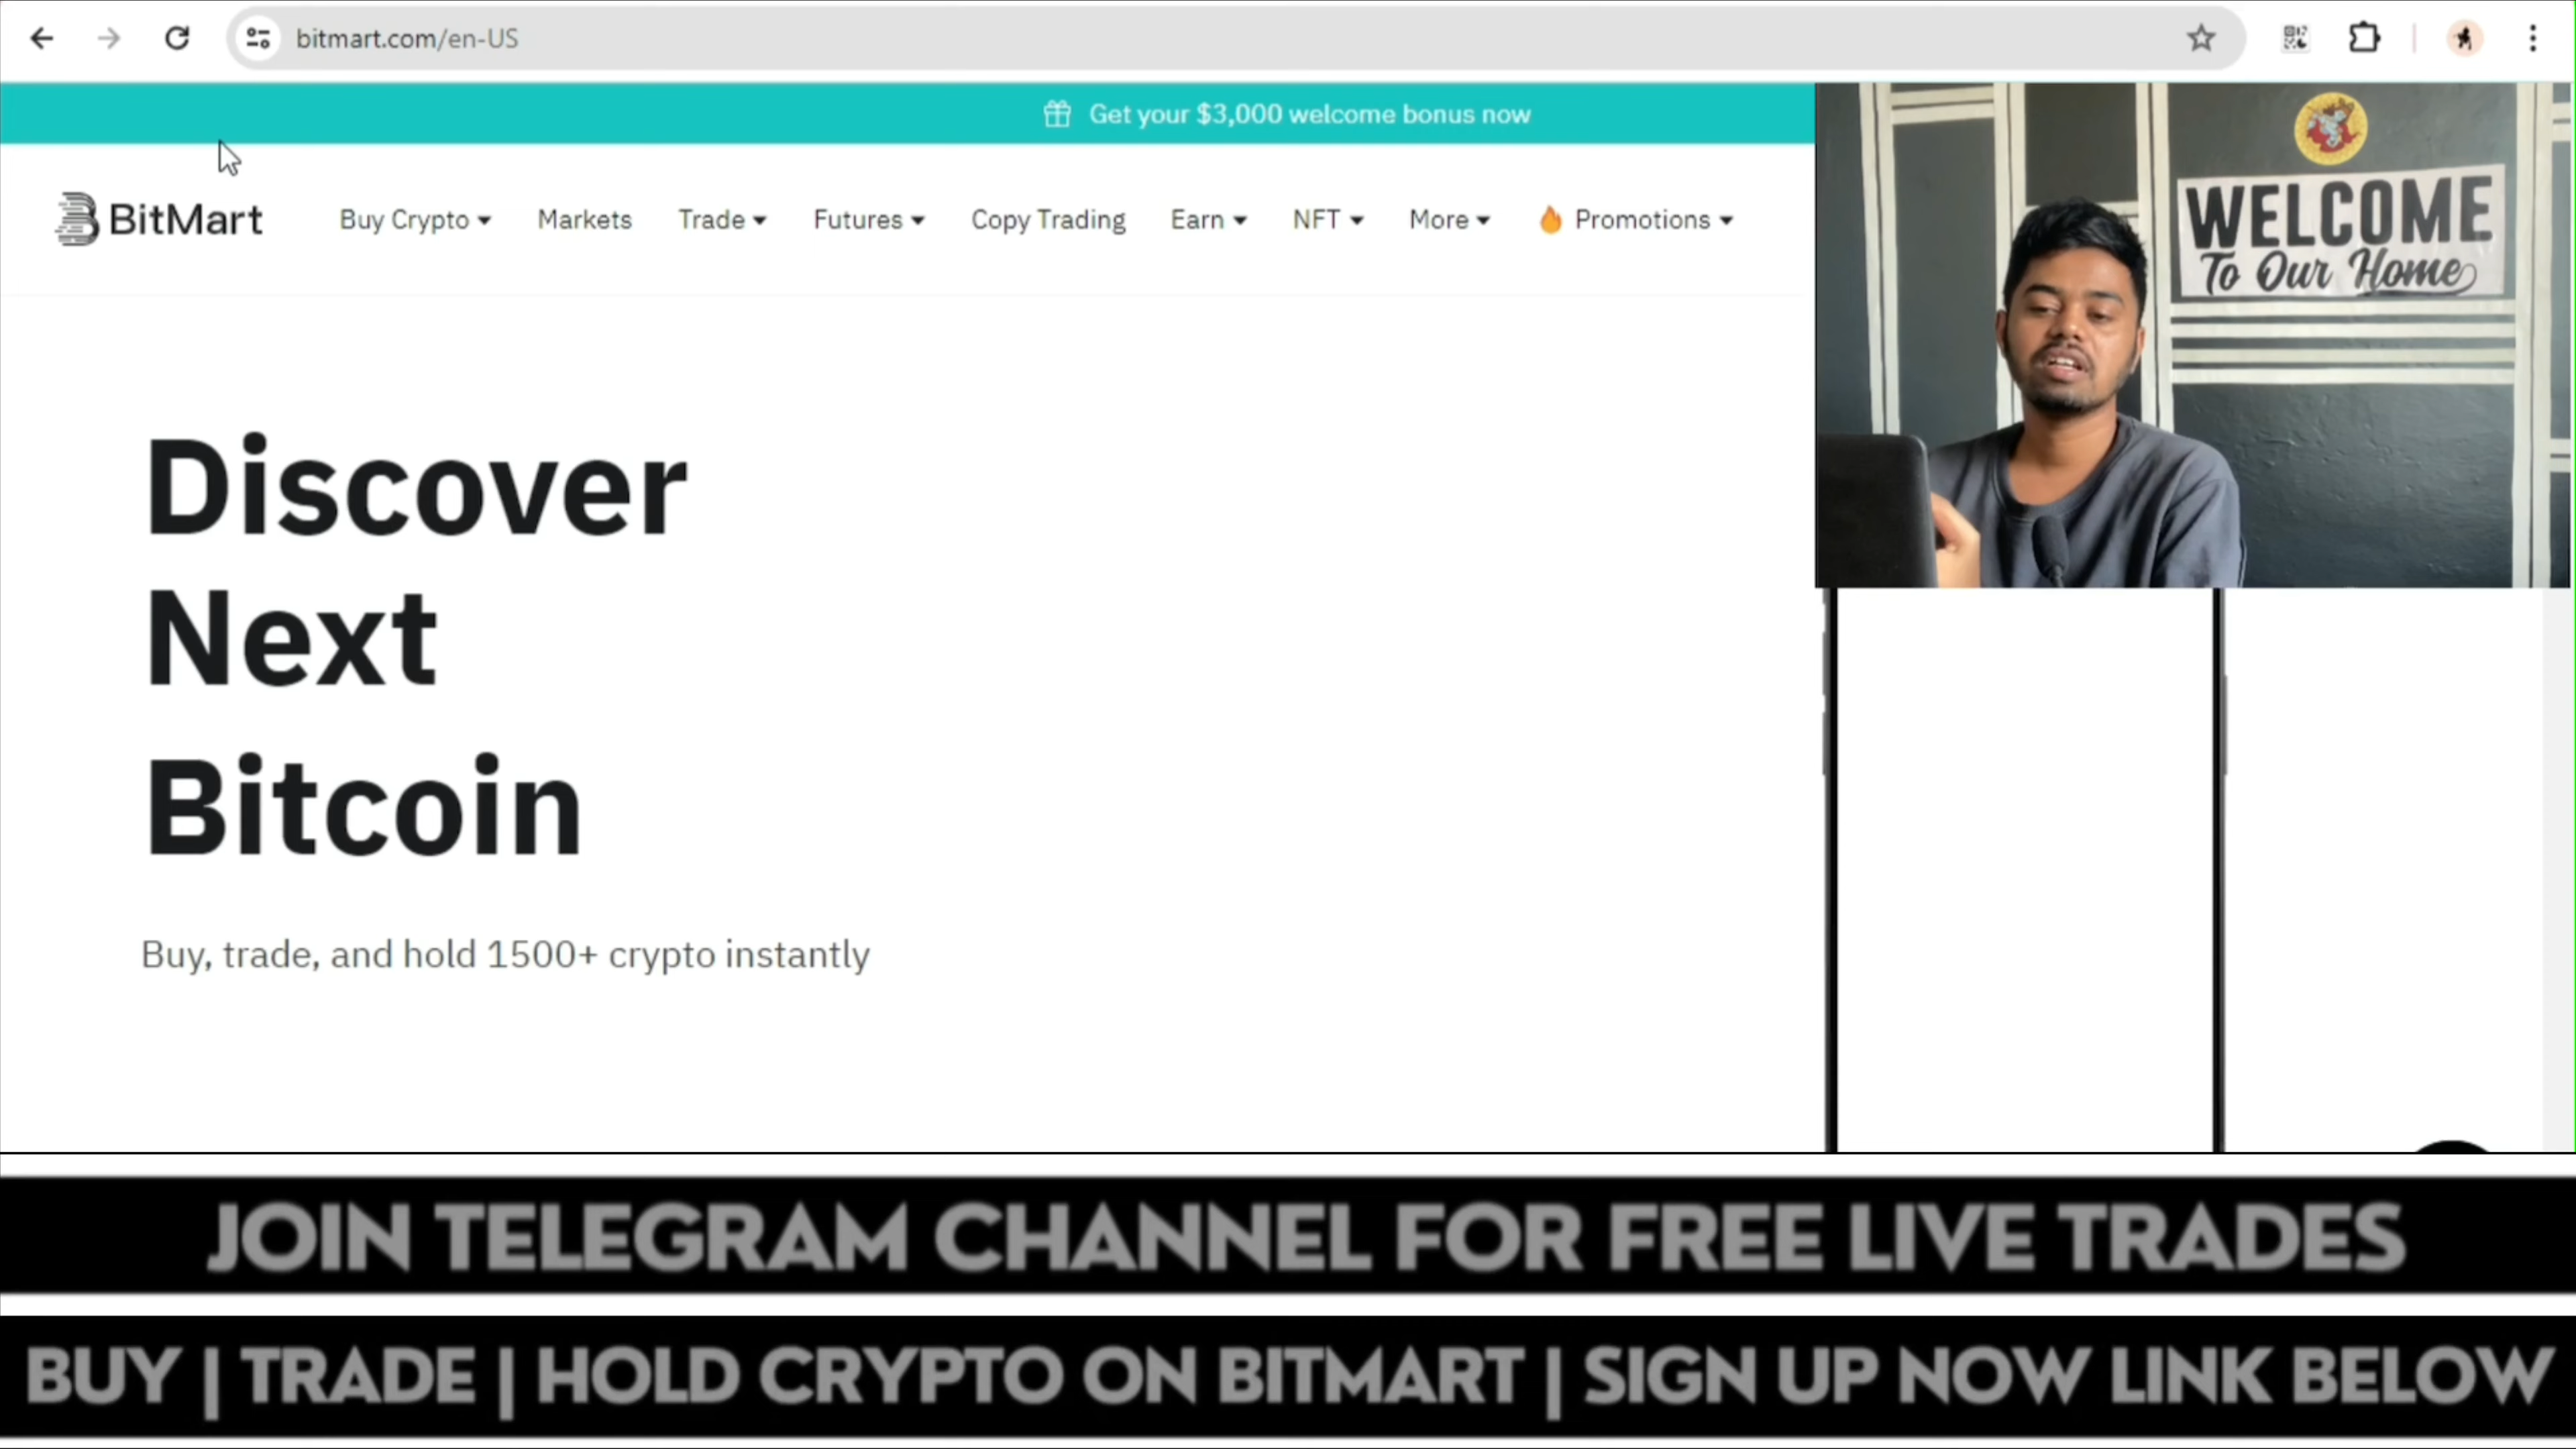 bitmart.com/en-US
Get your $3,000 welcome bonus now
BitMart Buy Crypto Markets Trade Futures Copy Trading Earn NFT More Promotions
WELCOME
To Our Home
Discover
Next
Bitcoin
Buy, trade, and hold 1500+ crypto instantly
JOIN TELEGRAM CHANNEL FOR FREE LIVE TRADES
BUY | TRADE | HOLD CRYPTO ON BITMART | SIGN UP NOW LINK BELOW